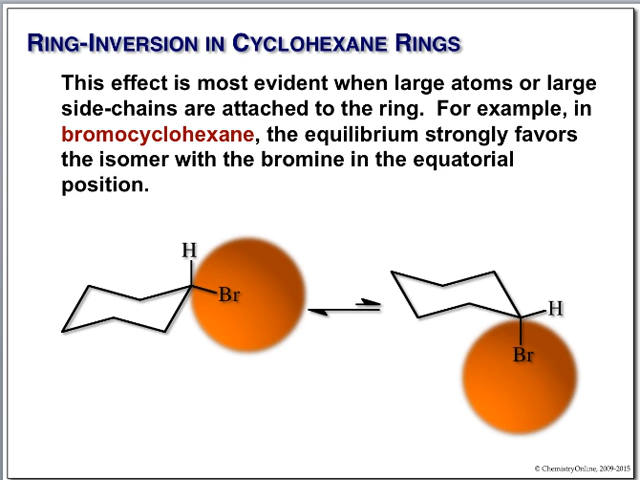 RING-INVERSION IN CYCLOHEXANE RINGS
This effect is most evident when large atoms or large
side-chains are attached to the ring. For example, in
bromocyclohexane, the equilibrium strongly favors
the isomer with the bromine in the equatorial
position.
H
Br
H
Br
© ChemistryOnline, 2009-2015